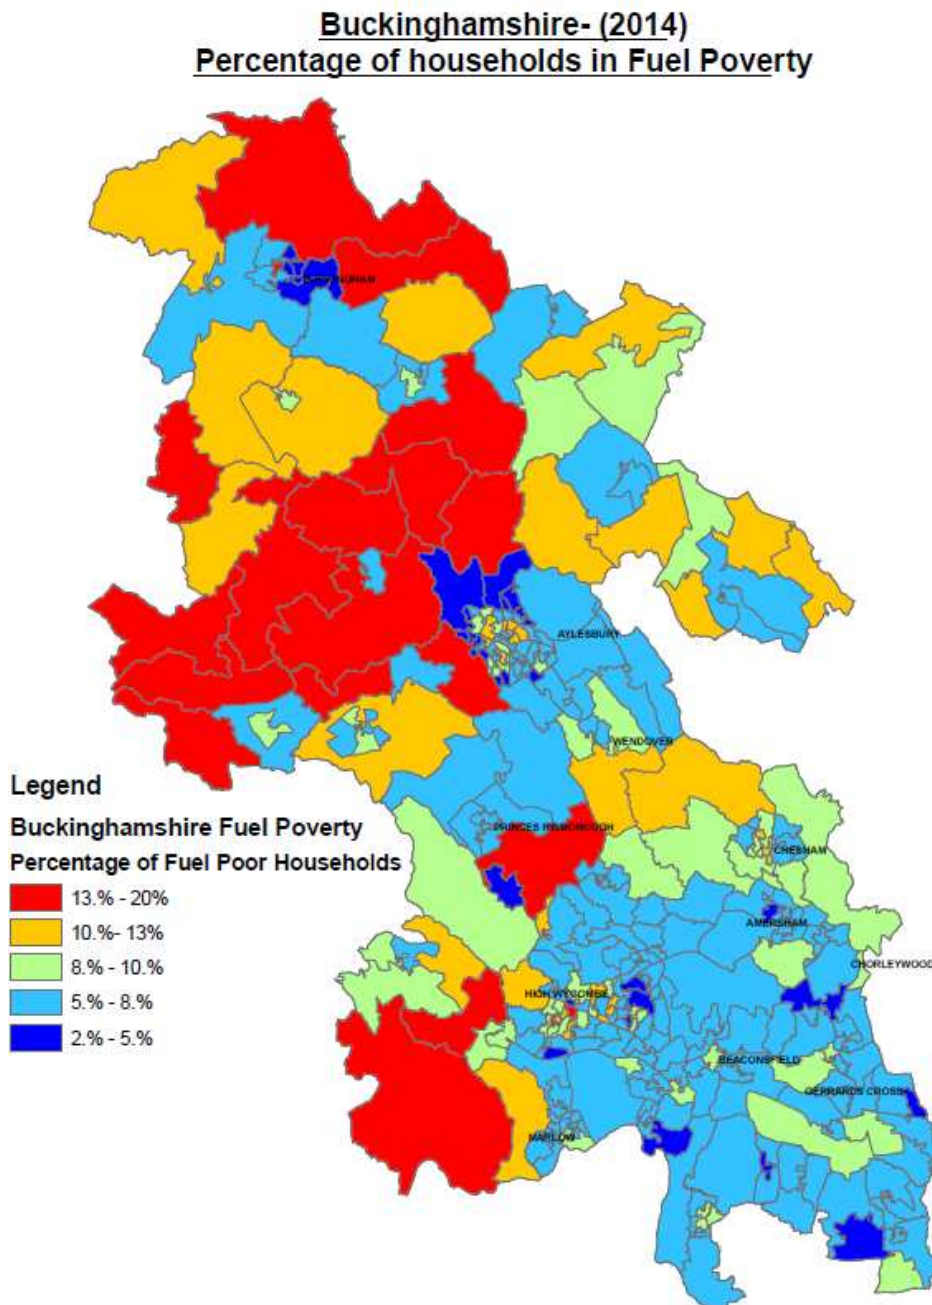 Buckinghamshire- (2014)
Percentage of households in Fuel Poverty
AYLESBURY
WENDOVER
Legend
Buckinghamshire Fuel Poverty
Percentage of Fuel Poor Households
13.% - 20%
10.%- 13%
8.% - 10.%
5.% - 8.%
2.% - 5.%
CHESHAM
AMERSHAM
CHORLEYWOOD
HIGH WYCOMBE
BEACONSFIELD
GERRARDS CROSS
MARLOW